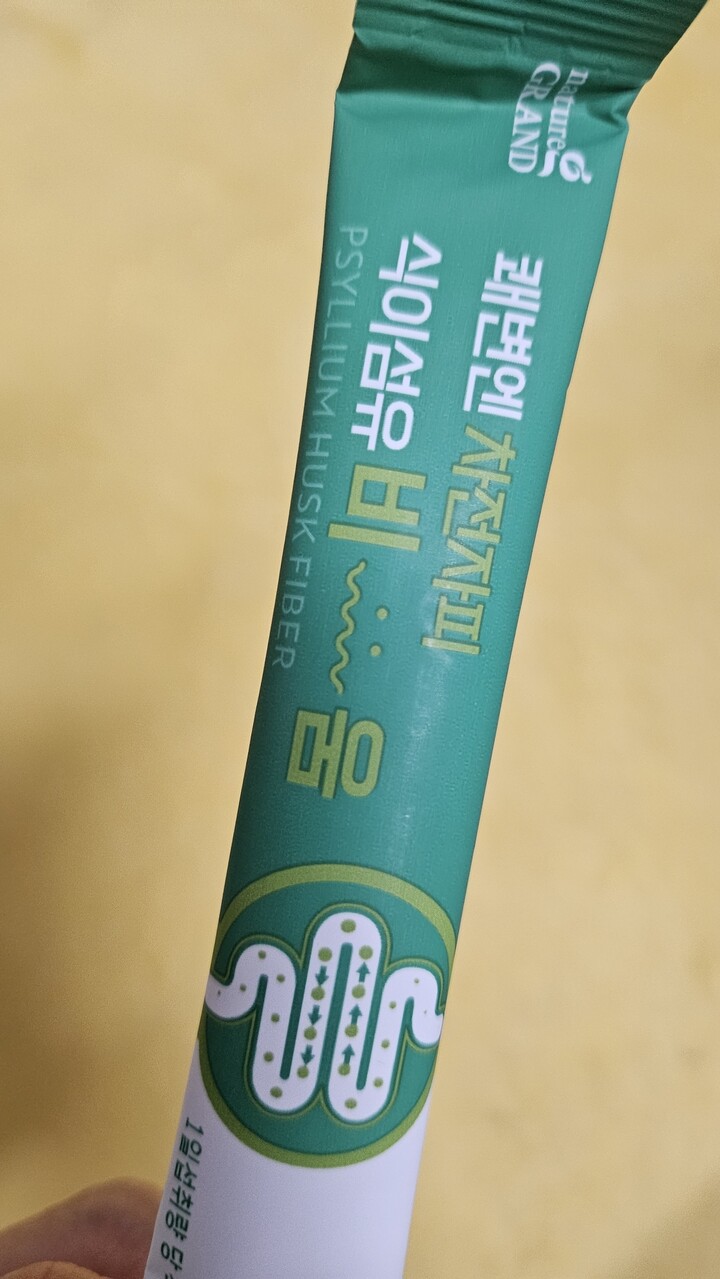 nature's
GRAND
쾌변엔 차전자피
식이섬유 비움
PSYLLIUM HUSK FIBER
1일섭취량 당